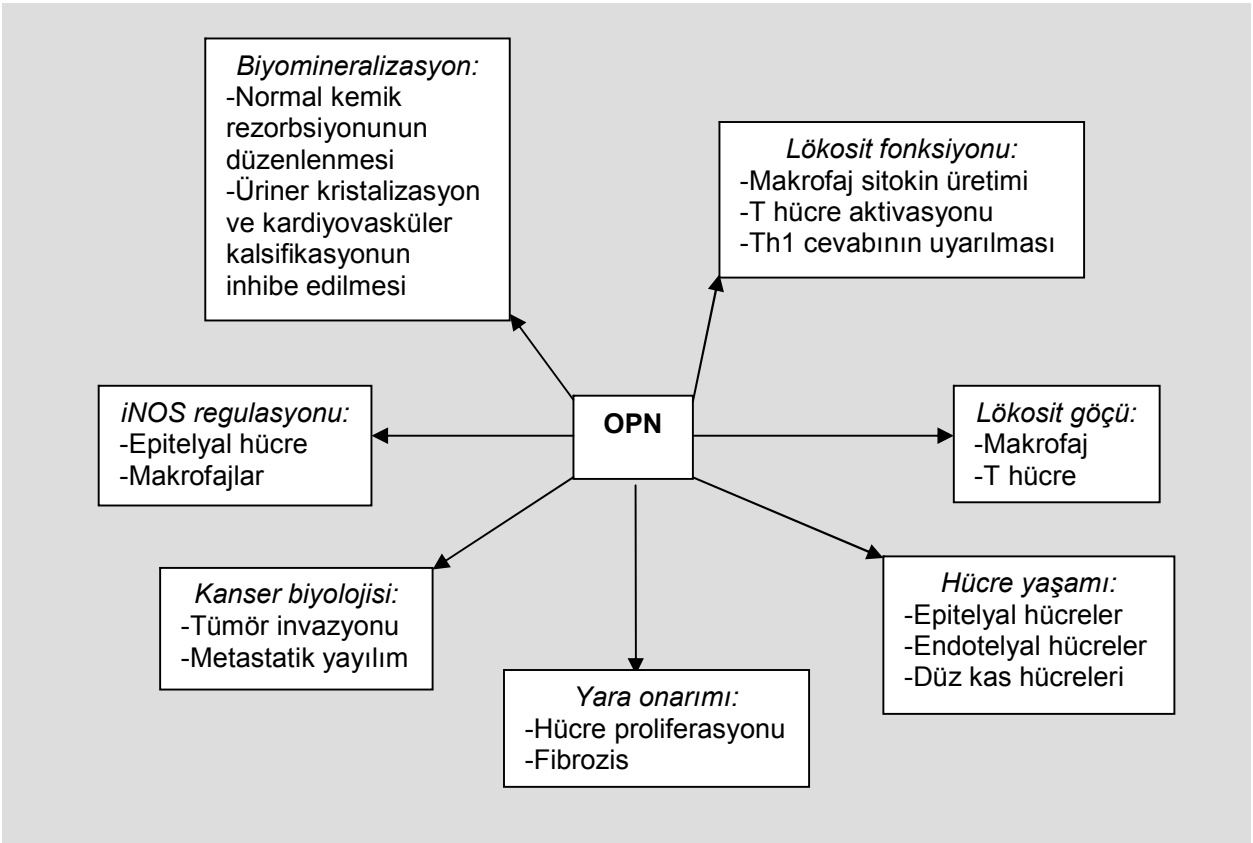 Biyomineralizasyon:
-Normal kemik
rezorbsiyonunun
düzenlenmesi
-Üriner kristalizasyon
ve kardiyovasküler
kalsifikasyonun
inhibe edilmesi
Lökosit fonksiyonu:
-Makrofaj sitokin üretimi
-T hücre aktivasyonu
-Th1 cevabının uyarılması
iNOS regulasyonu:
-Epitelyal hücre
-Makrofajlar
OPN
Lökosit göçü:
-Makrofaj
-T hücre
Kanser biyolojisi:
-Tümör invazyonu
-Metastatik yayılım
Yara onarımı:
-Hücre proliferasyonu
-Fibrozis
Hücre yaşamı:
-Epitelyal hücreler
-Endotelyal hücreler
-Düz kas hücreleri